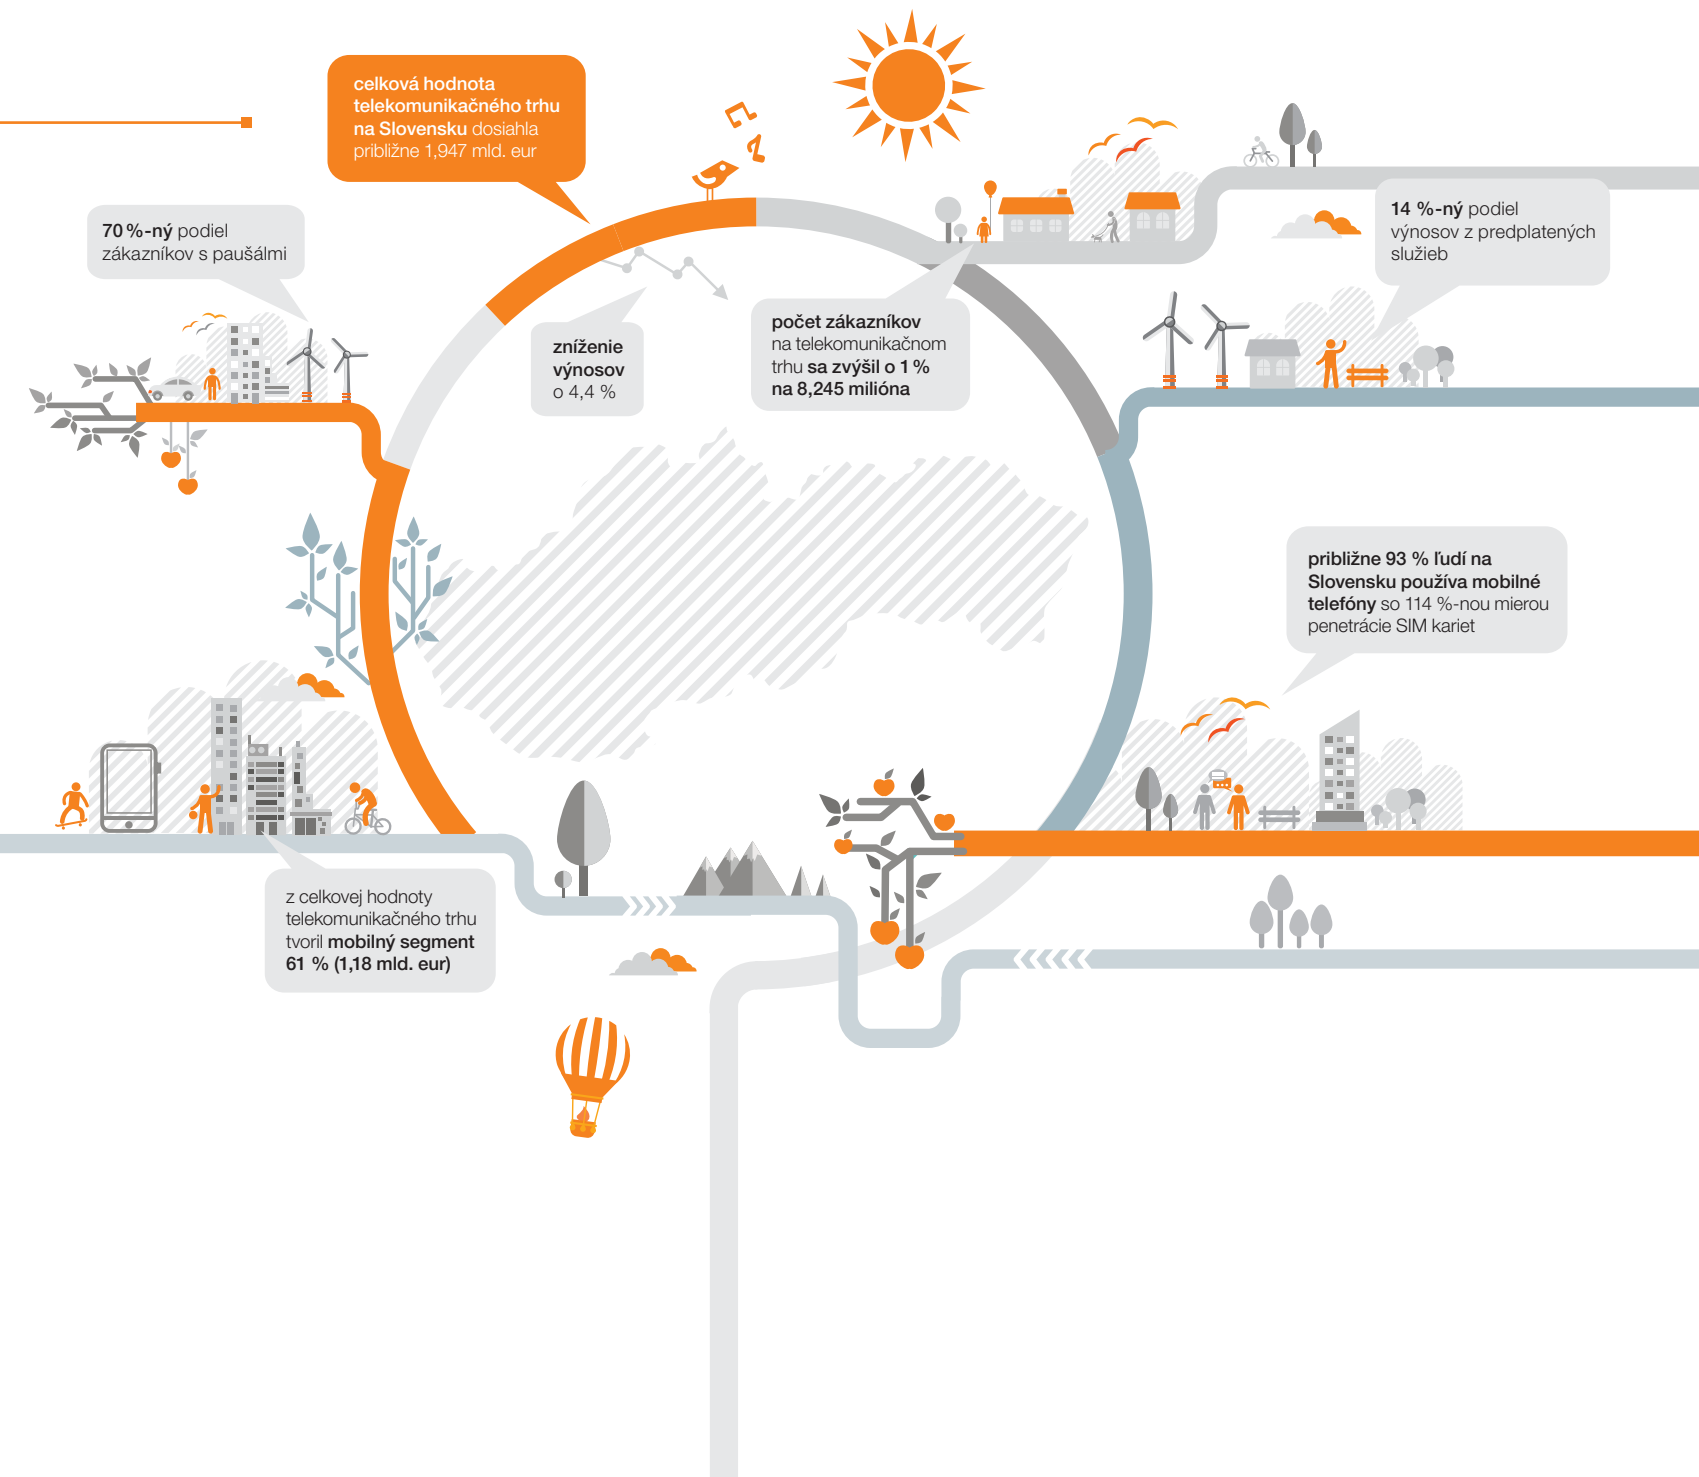 celková hodnota
telekomunikačného trhu
na Slovensku dosiahla
približne 1,947 mld. eur
70 %-ný podiel
zákazníkov s paušálmi
14 %-ný podiel
výnosov z predplatených
služieb
zníženie
výnosov
o 4,4 %
počet zákazníkov
na telekomunikačnom
trhu sa zvýšil o 1 %
na 8,245 milióna
približne 93 % ľudí na
Slovensku používa mobilné
telefóny so 114 %-nou mierou
penetrácie SIM kariet
z celkovej hodnoty
telekomunikačného trhu
tvoril mobilný segment
61 % (1,18 mld. eur)